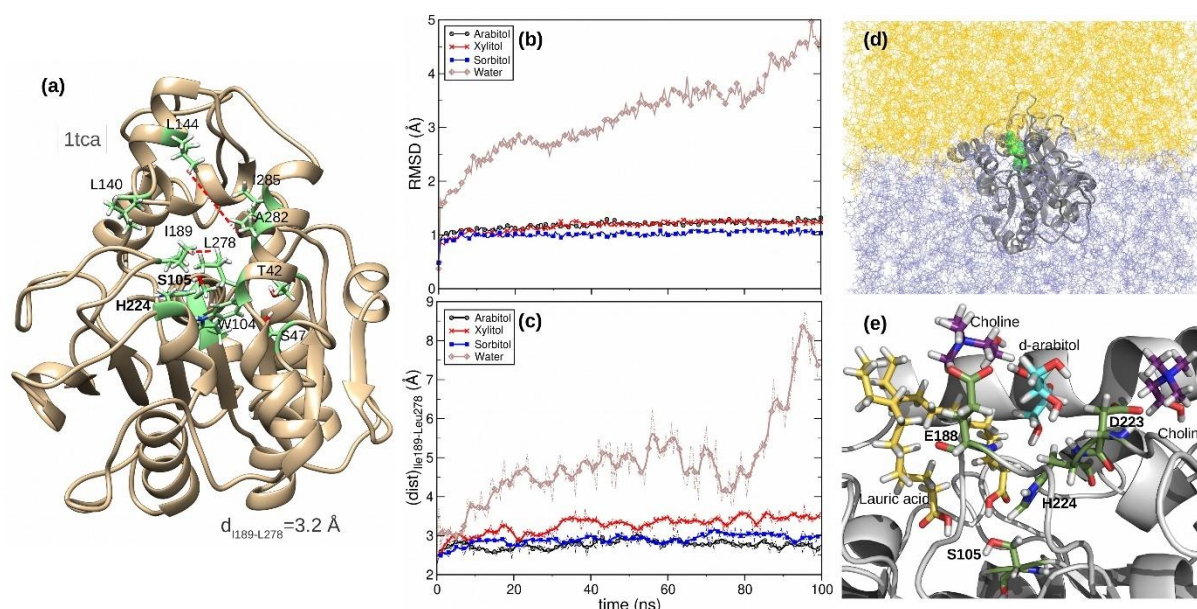 (a)
1tca
L144
L140
I285
A282
I189
L278
S105
T42
H224
W104
S47
d I189-L278=3.2 Å
(b)
Arabitol
Xylitol
Sorbitol
Water
5
4
3
2
1
0
RMSD (Å)
(c)
Arabitol
Xylitol
Sorbitol
Water
9
8
7
6
5
4
3
2
(dist)Ile189-Leu278 (Å)
0 20 40 60 80 100
time (ns)
(d)
(e)
Choline
d-arabitol
E188
D223
Choline
Lauric acid
H224
S105